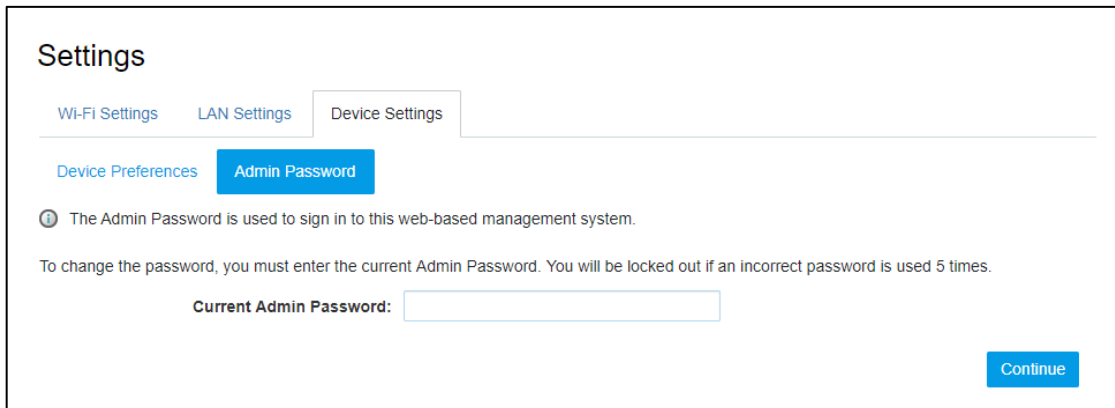 Settings
Wi-Fi Settings LAN Settings Device Settings
Device Preferences Admin Password
The Admin Password is used to sign in to this web-based management system.
To change the password, you must enter the current Admin Password. You will be locked out if an incorrect password is used 5 times.
Current Admin Password:
Continue